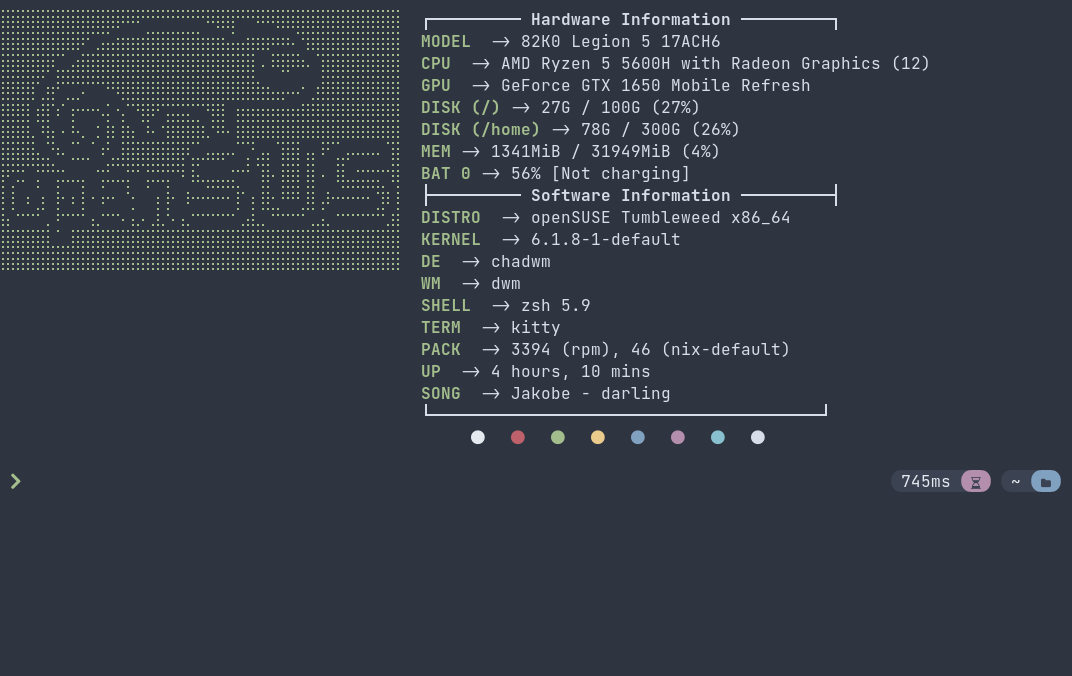 Hardware Information
MODEL -> 82K0 Legion 5 17ACH6
CPU -> AMD Ryzen 5 5600H with Radeon Graphics (12)
GPU -> GeForce GTX 1650 Mobile Refresh
DISK (/) -> 27G / 100G (27%)
DISK (/home) -> 78G / 300G (26%)
MEM -> 1341MiB / 31949MiB (4%)
BAT 0 -> 56% [Not charging]
Software Information
DISTRO -> openSUSE Tumbleweed x86_64
KERNEL -> 6.1.8-1-default
DE -> chadwm
WM -> dwm
SHELL -> zsh 5.9
TERM -> kitty
PACK -> 3394 (rpm), 46 (nix-default)
UP -> 4 hours, 10 mins
SONG -> Jakobe - darling
❯ 745ms ~